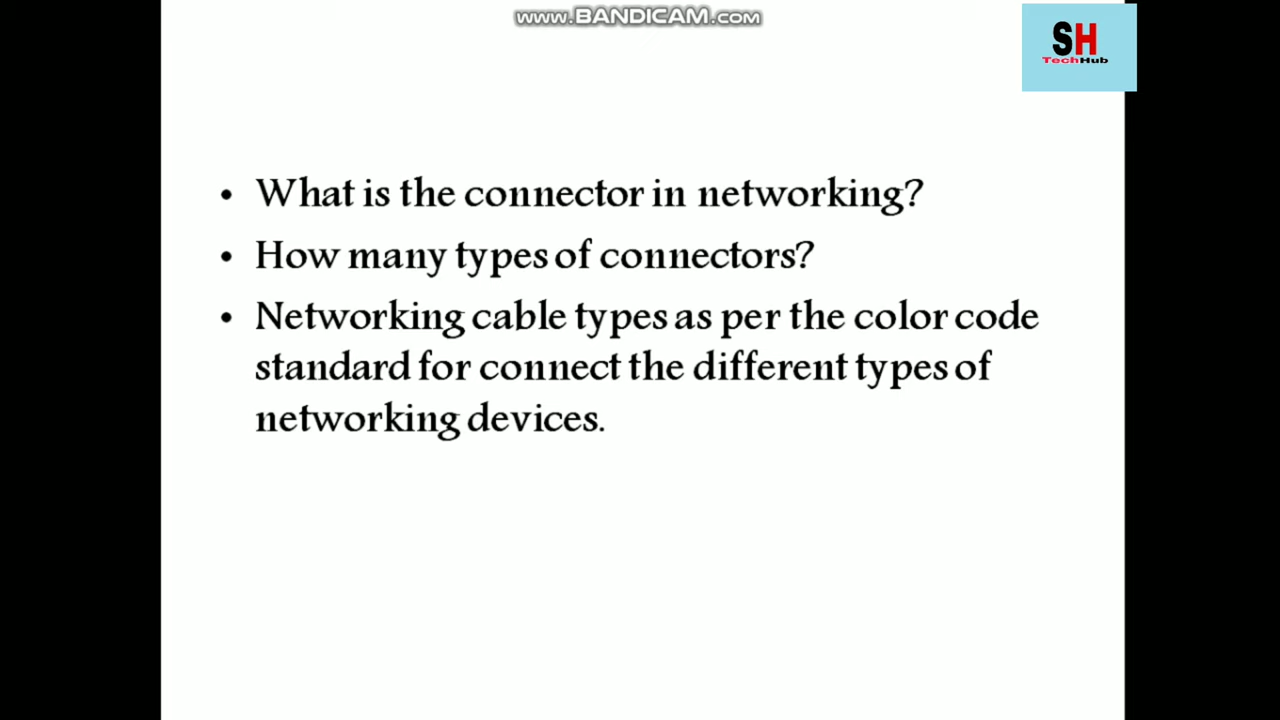 www.BANDICAM.com
SH
TechHub
• What is the connector in networking?
• How many types of connectors?
• Networking cable types as per the color code
standard for connect the different types of
networking devices.